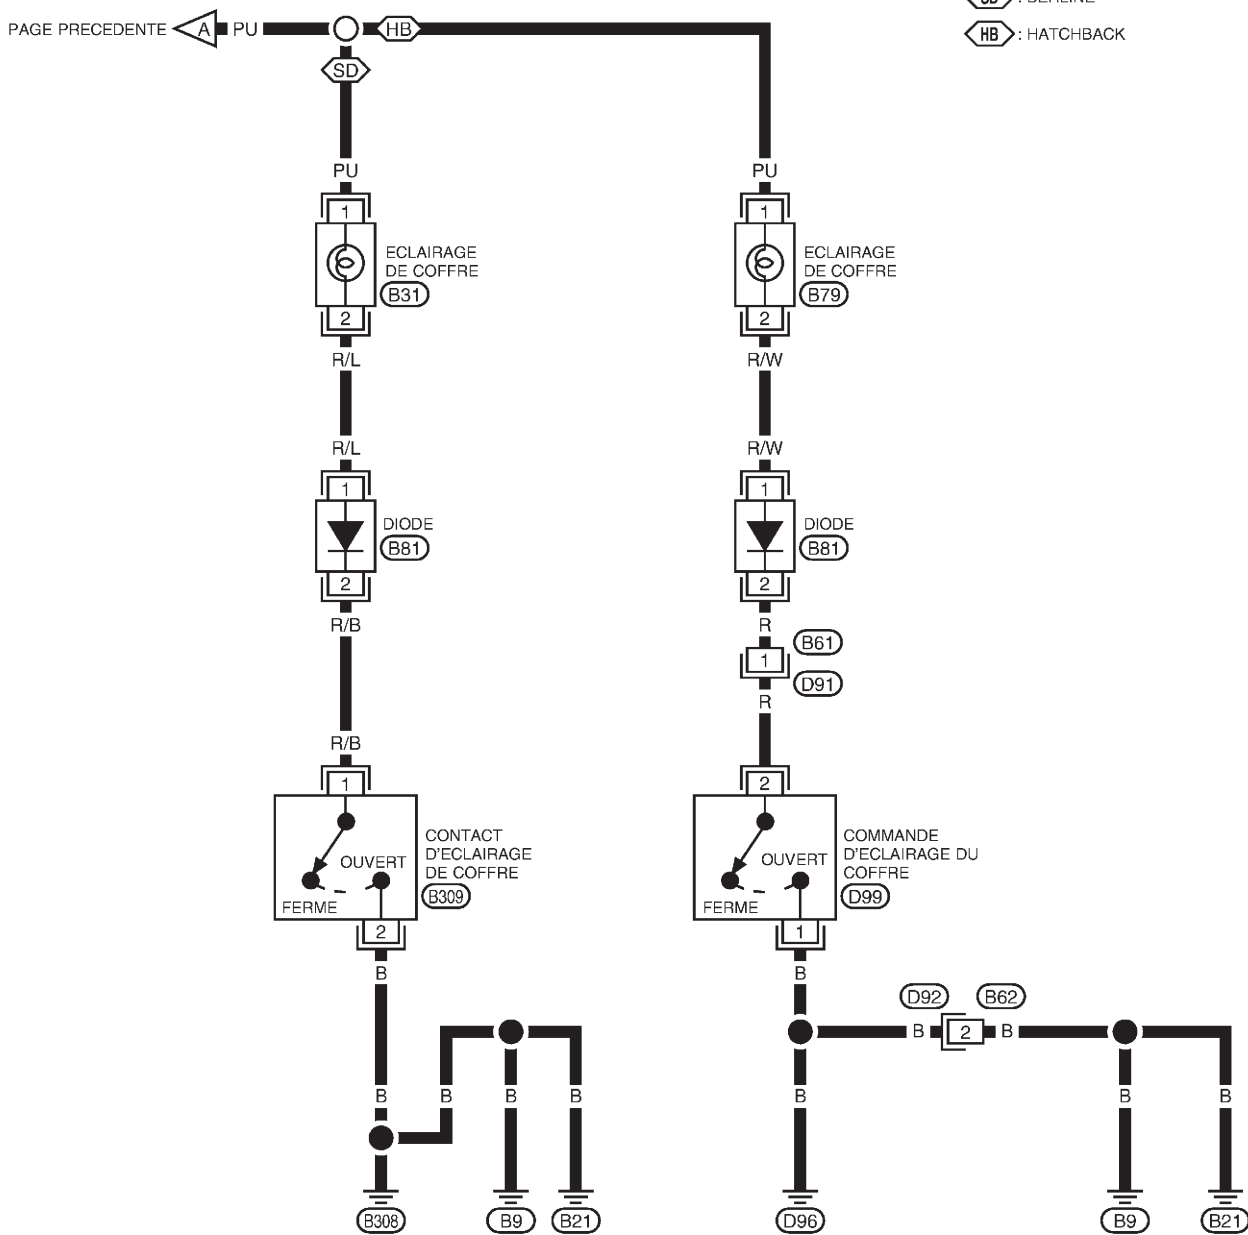 SD : BERLINE
PAGE PRECEDENTE A PU HB
HB : HATCHBACK
SD
PU PU
1 1
ECLAIRAGE ECLAIRAGE
DE COFFRE DE COFFRE
B31 B79
2 2
R/L R/W
R/L R/W
1 1
DIODE DIODE
B81 B81
2 2
R/B R
B61
1
D91
R
R/B
1 2
CONTACT COMMANDE
D'ECLAIRAGE D'ECLAIRAGE DU
OUVERT OUVERT
DE COFFRE COFFRE
B309 D99
FERME FERME
2 1
B B
D92 B62
B 2 B
B B B B B B
B308 B9 B21 D96 B9 B21